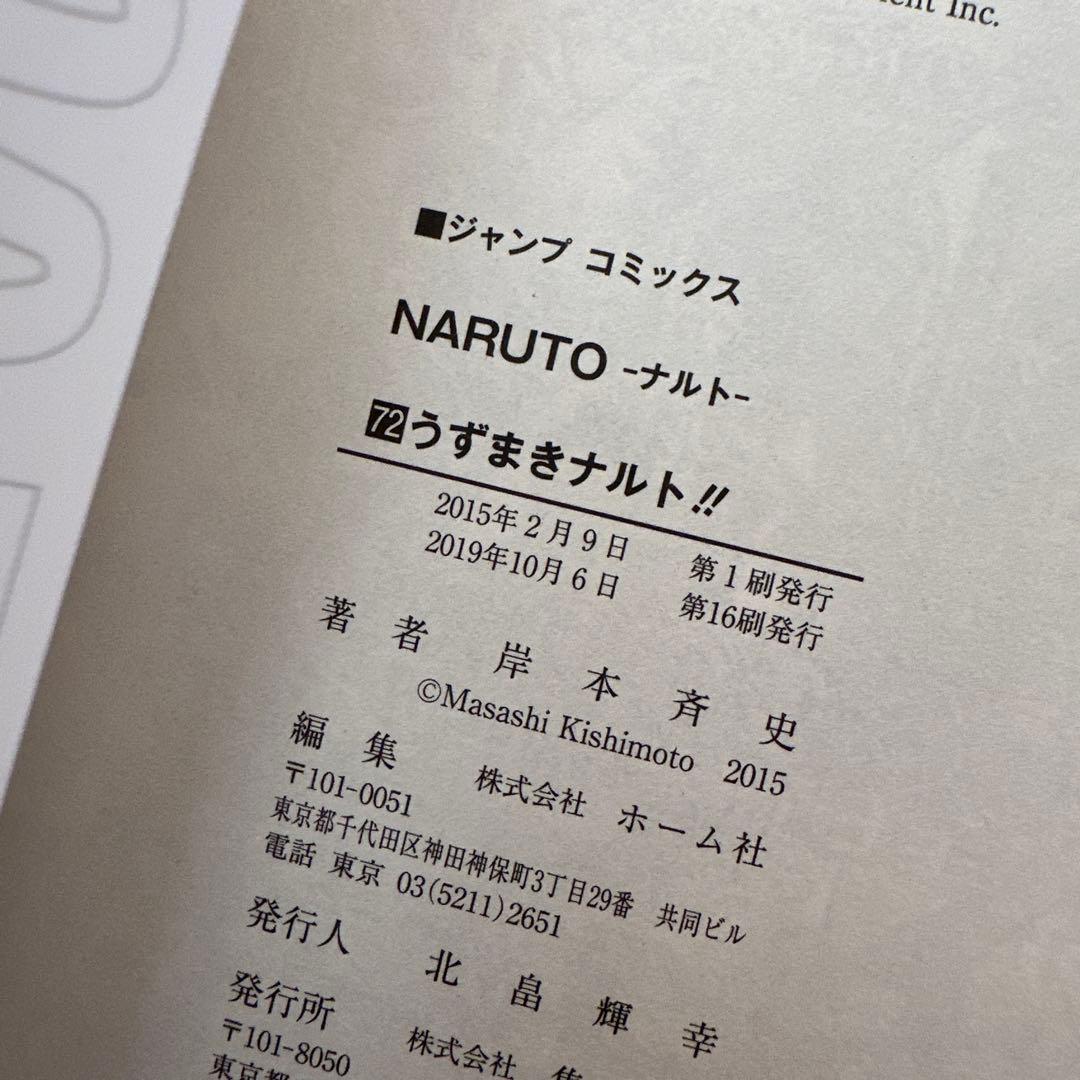 Inc.
■ジャンプ コミックス
NARUTO -ナルト-
72うずまきナルト!!
2015年2月9日 第1刷発行
2019年10月6日 第16刷発行
著者 岸本斉史
©Masashi Kishimoto 2015
編集 株式会社 ホーム社
〒101-0051
東京都千代田区神田神保町3丁目29番 共同ビル
電話 東京 03(5211)2651
発行人 北畠輝幸
発行所 株式会社
〒101-8050
東京都